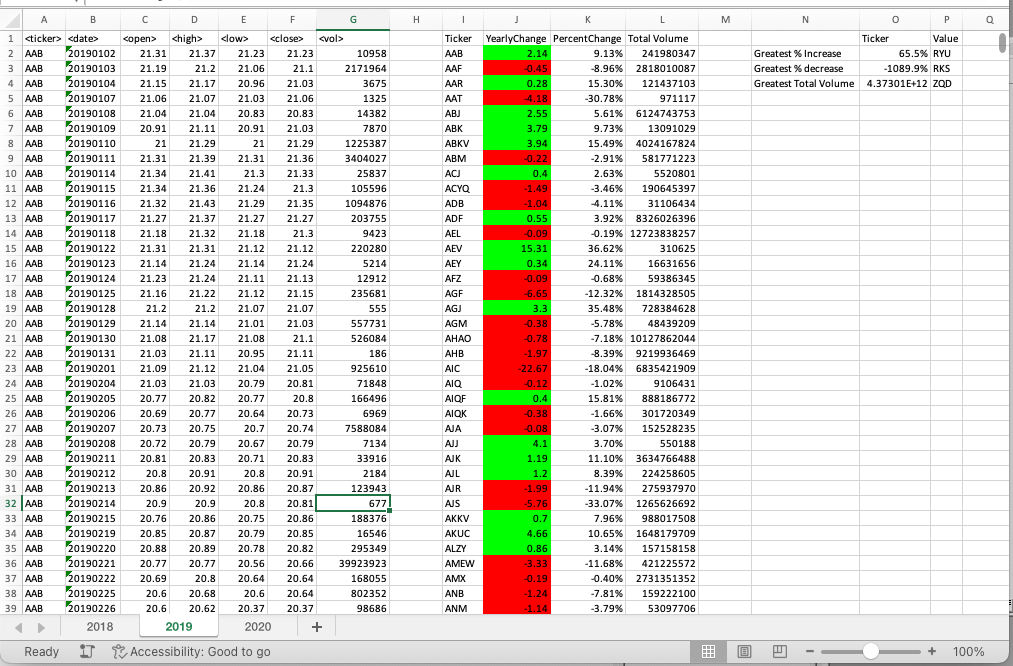 A B C D E F G H I J K L M N O P Q
1 <ticker> <date> <open> <high> <low> <close> <vol> Ticker YearlyChange PercentChange Total Volume Ticker Value
2 AAB 20190102 21.31 21.37 21.23 21.23 10958 AAB 2.14 9.13% 241980347 Greatest % Increase 65.5% RYU
3 AAB 20190103 21.19 21.2 21.06 21.1 2171964 AAF -0.45 -8.96% 2818010087 Greatest % decrease -1089.9% RKS
4 AAB 20190104 21.15 21.17 20.96 21.03 3675 AAR 0.28 15.30% 121437103 Greatest Total Volume 4.37301E+12 ZQD
5 AAB 20190107 21.06 21.07 21.03 21.06 1325 AAT -4.18 -30.78% 971117
6 AAB 20190108 21.04 21.04 20.83 20.83 14382 ABJ 2.55 5.61% 6124743753
7 AAB 20190109 20.91 21.11 20.91 21.03 7870 ABK 3.79 9.73% 13091029
8 AAB 20190110 21 21.29 21 21.29 1225387 ABKV 3.94 15.49% 4024167824
9 AAB 20190111 21.31 21.39 21.31 21.36 3404027 ABM -0.22 -2.91% 581771223
10 AAB 20190114 21.34 21.41 21.3 21.33 25837 ACJ 0.4 2.63% 5520801
11 AAB 20190115 21.34 21.36 21.24 21.3 105596 ACYQ -1.49 -3.46% 190645397
12 AAB 20190116 21.32 21.43 21.29 21.35 1094876 ADB -1.04 -4.11% 31106434
13 AAB 20190117 21.27 21.37 21.27 21.27 203755 ADF 0.55 3.92% 8326026396
14 AAB 20190118 21.18 21.32 21.18 21.3 9423 AEL -0.09 -0.19% 12723838257
15 AAB 20190122 21.31 21.31 21.12 21.12 220280 AEV 15.31 36.62% 310625
16 AAB 20190123 21.14 21.24 21.14 21.24 5214 AEY 0.34 24.11% 16631656
17 AAB 20190124 21.23 21.24 21.11 21.13 12912 AFZ -0.09 -0.68% 59386345
18 AAB 20190125 21.16 21.22 21.12 21.15 235681 AGF -6.65 -12.32% 1814328505
19 AAB 20190128 21.2 21.2 21.07 21.07 555 AGJ 3.3 35.48% 728384628
20 AAB 20190129 21.14 21.14 21.01 21.03 557731 AGM -0.38 -5.78% 48439209
21 AAB 20190130 21.08 21.17 21.08 21.1 526084 AHAO -0.78 -7.18% 10127862044
22 AAB 20190131 21.03 21.11 20.95 21.11 186 AHB -1.97 -8.39% 9219936469
23 AAB 20190201 21.09 21.12 21.04 21.05 925610 AIC -22.67 -18.04% 6835421909
24 AAB 20190204 21.03 21.03 20.79 20.81 71848 AIQ -0.12 -1.02% 9106431
25 AAB 20190205 20.77 20.82 20.77 20.8 166496 AIQF 0.4 15.81% 888186772
26 AAB 20190206 20.69 20.77 20.64 20.73 6969 AIQK -0.38 -1.66% 301720349
27 AAB 20190207 20.73 20.75 20.7 20.74 7588084 AJA -0.08 -3.07% 152528235
28 AAB 20190208 20.72 20.79 20.67 20.79 7134 AJJ 4.1 3.70% 550188
29 AAB 20190211 20.81 20.83 20.71 20.83 33916 AJK 1.19 11.10% 3634766488
30 AAB 20190212 20.8 20.91 20.8 20.91 2184 AJL 1.2 8.39% 224258605
31 AAB 20190213 20.86 20.92 20.86 20.87 123943 AJR -1.99 -11.94% 275937970
32 AAB 20190214 20.9 20.9 20.8 20.81 677 AJS -5.76 -33.07% 1265626692
33 AAB 20190215 20.76 20.86 20.75 20.86 188376 AKKV 0.7 7.96% 988017508
34 AAB 20190219 20.85 20.87 20.79 20.85 16546 AKUC 4.66 10.65% 1648179709
35 AAB 20190220 20.88 20.89 20.78 20.82 295349 ALZY 0.86 3.14% 157158158
36 AAB 20190221 20.77 20.77 20.56 20.66 39923923 AMEW -3.33 -11.68% 421225572
37 AAB 20190222 20.69 20.8 20.64 20.64 168055 AMX -0.19 -0.40% 2731351352
38 AAB 20190225 20.6 20.68 20.6 20.64 802352 ANB -1.24 -7.81% 159222100
39 AAB 20190226 20.6 20.62 20.37 20.37 98686 ANM -1.14 -3.79% 53097706
2018 2019 2020 +
Ready Accessibility: Good to go - + 100%